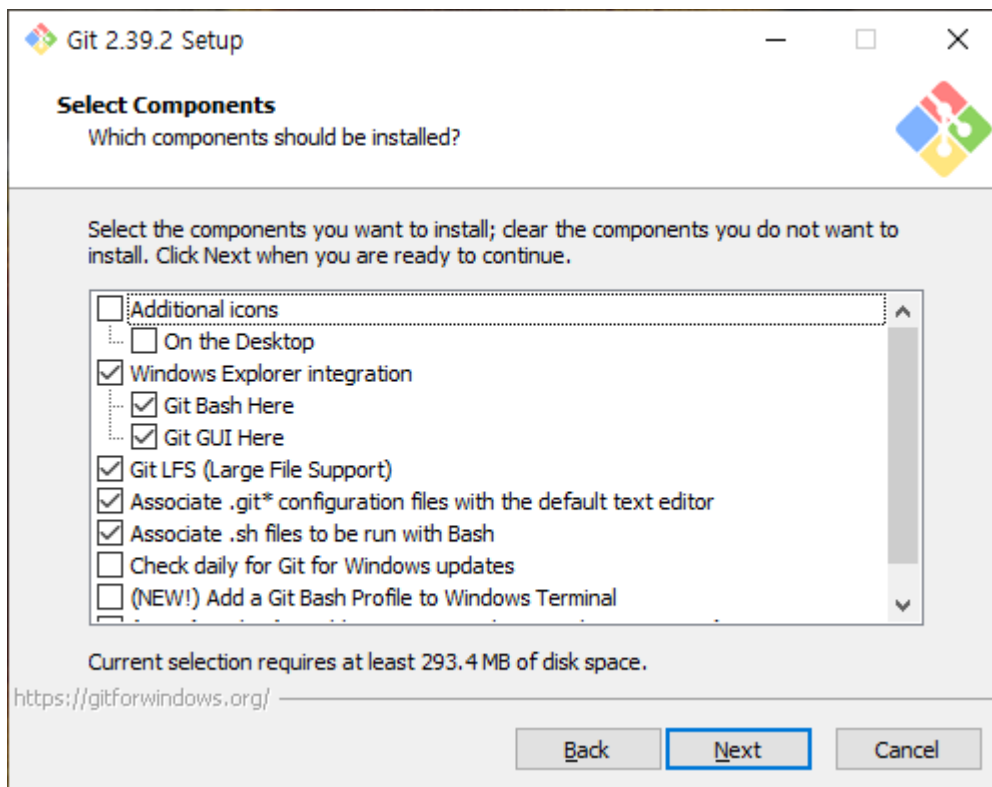 Git 2.39.2 Setup
Select Components
Which components should be installed?
Select the components you want to install; clear the components you do not want to
install. Click Next when you are ready to continue.
Additional icons
On the Desktop
Windows Explorer integration
Git Bash Here
Git GUI Here
Git LFS (Large File Support)
Associate .git* configuration files with the default text editor
Associate .sh files to be run with Bash
Check daily for Git for Windows updates
(NEW!) Add a Git Bash Profile to Windows Terminal
Current selection requires at least 293.4 MB of disk space.
https://gitforwindows.org/
Back
Next
Cancel